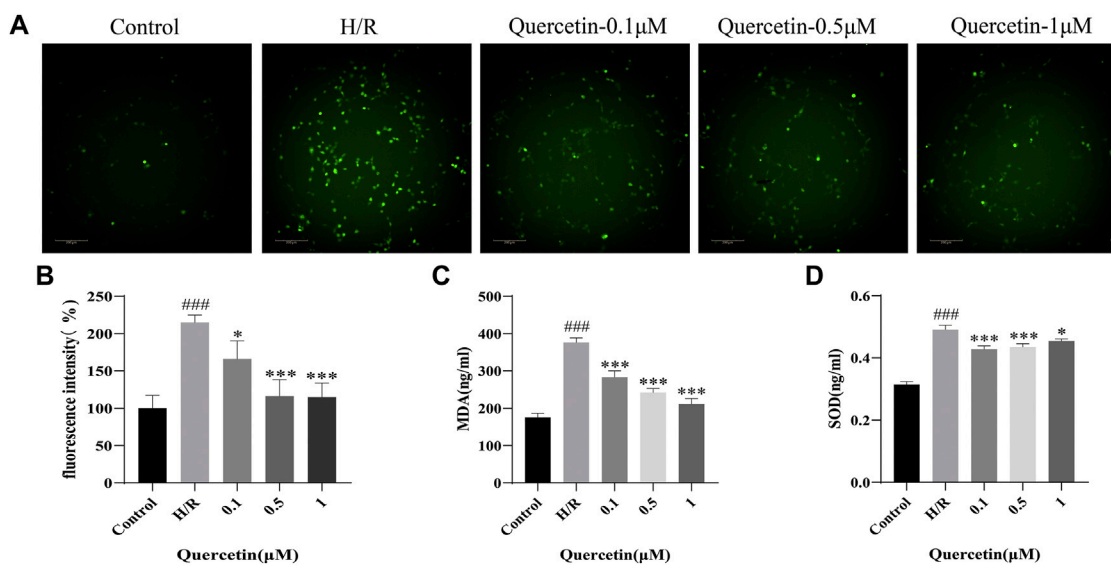 A
Control
H/R
Quercetin-0.1μM
Quercetin-0.5μM
Quercetin-1μM
B
fluorescence intensity( %)
250
200
150
100
50
0
###
*
***
***
Control
H/R
0.1
0.5
1
Quercetin(μM)
C
MDA(ng/ml)
500
400
300
200
100
0
###
***
***
***
Control
H/R
0.1
0.5
1
Quercetin(μM)
D
SOD(ng/ml)
0.6
0.4
0.2
0.0
###
***
***
*
Control
H/R
0.1
0.5
1
Quercetin(μM)